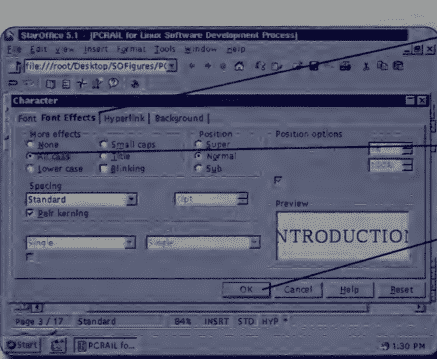 StarOffice 5.1 - [PCRAIL for Linux Software Development Process]
File Edit View Insert Format Tools Window Help
file:///root/Desktop/SOFigures/PC
Character
Font Font Effects Hyperlink Background
More effects Position Position options
None Small caps Super
All caps Title Normal
Lower case Blinking Sub
100%
Spacing
Standard 0pt
Pair kerning
Preview
NTRODUCTIO
Single Single
OK Cancel Help Reset
Page 3 / 17 Standard 84% INSRT STD HYP *
Start PCRAIL fo... 1:30 PM